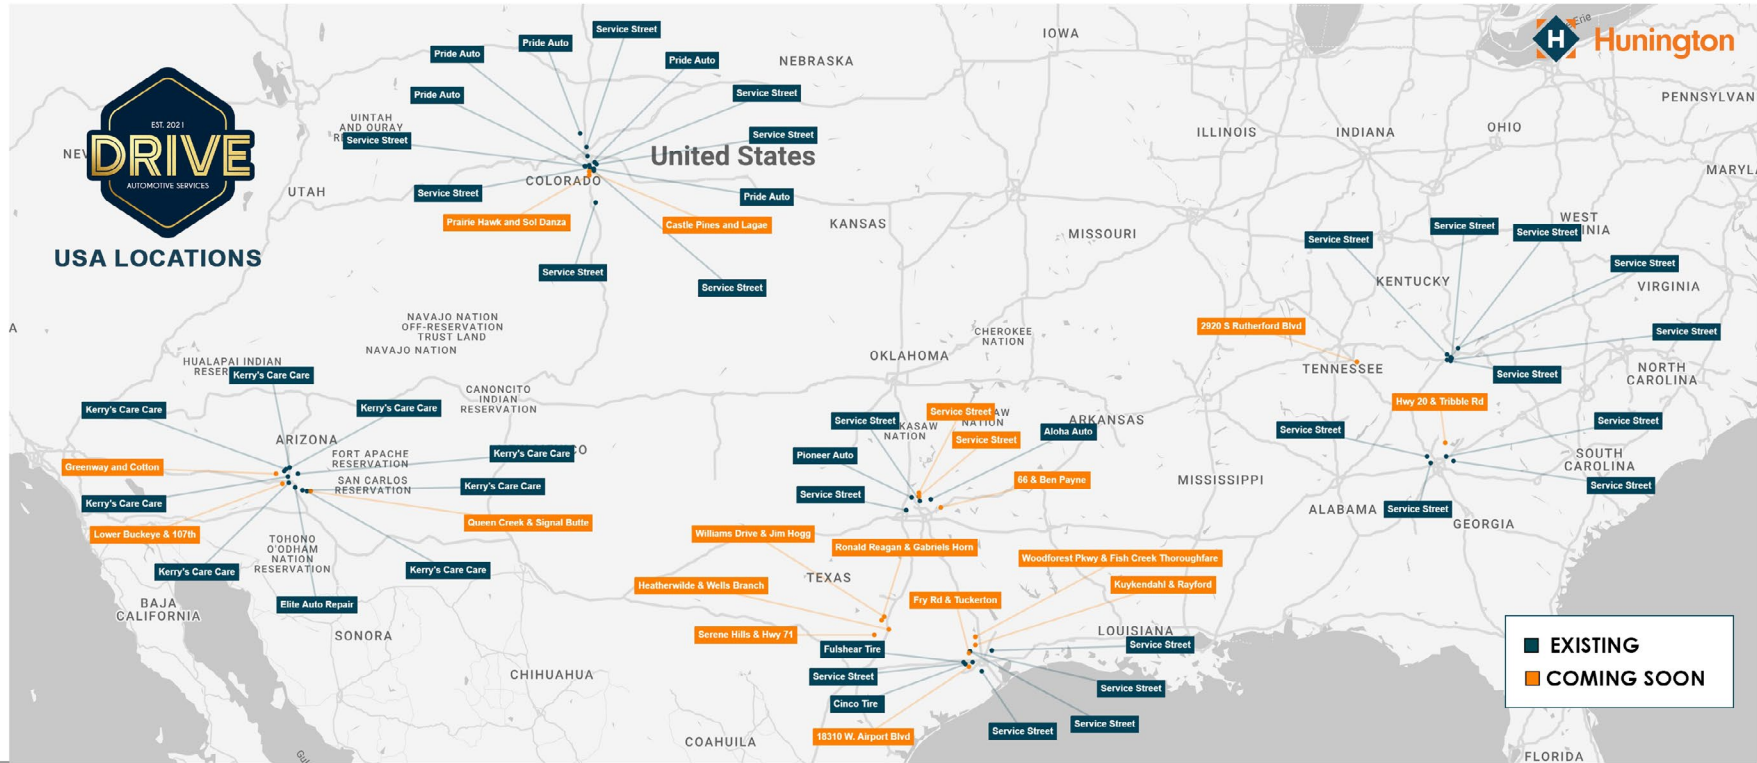 EST. 2021
DRIVE
AUTOMOTIVE SERVICES
USA LOCATIONS
H Hunington
Erie
IOWA
NEBRASKA
PENNSYLVAN
ILLINOIS
INDIANA
OHIO
MARYL
United States
UINTAH
AND OURAY
UTAH
COLORADO
KANSAS
MISSOURI
WEST
INIA
KENTUCKY
VIRGINIA
Service Street
Pride Auto
Pride Auto
Pride Auto
Pride Auto
Service Street
Service Street
Service Street
Service Street
Pride Auto
Prairie Hawk and Sol Danza
Castle Pines and Lagae
Service Street
Service Street
Service Street
Service Street
Service Street
Service Street
Service Street
Service Street
2920 S Rutherford Blvd
TENNESSEE
NORTH
CAROLINA
NAVAJO NATION
OFF-RESERVATION
TRUST LAND
NAVAJO NATION
CHEROKEE
NATION
OKLAHOMA
HUALAPAI INDIAN
RESER
Kerry's Care Care
Kerry's Care Care
Kerry's Care Care
CANONCITO
INDIAN
RESERVATION
ARIZONA
FORT APACHE
RESERVATION
Kerry's Care Care
CO
Greenway and Cotton
SAN CARLOS
RESERVATION
Kerry's Care Care
Kerry's Care Care
Lower Buckeye & 107th
Queen Creek & Signal Butte
TOHONO
O'ODHAM
NATION
RESERVATION
Kerry's Care Care
Kerry's Care Care
Elite Auto Repair
BAJA
CALIFORNIA
SONORA
CHIHUAHUA
COAHUILA
Service Street
Service Street
AW
NATION
KASAW
NATION
Service Street
Aloha Auto
ARKANSAS
Pioneer Auto
Service Street
66 & Ben Payne
MISSISSIPPI
Hwy 20 & Tribble Rd
Service Street
Service Street
SOUTH
CAROLINA
Service Street
ALABAMA
Service Street
GEORGIA
Williams Drive & Jim Hogg
Ronald Reagan & Gabriels Horn
Woodforest Pkwy & Fish Creek Thoroughfare
TEXAS
Heatherwilde & Wells Branch
Kuykendahl & Rayford
Fry Rd & Tuckerton
Serene Hills & Hwy 71
LOUISIANA
Fulshear Tire
Service Street
Service Street
Service Street
Cinco Tire
Service Street
Service Street
18310 W. Airport Blvd
EXISTING
COMING SOON
FLORIDA